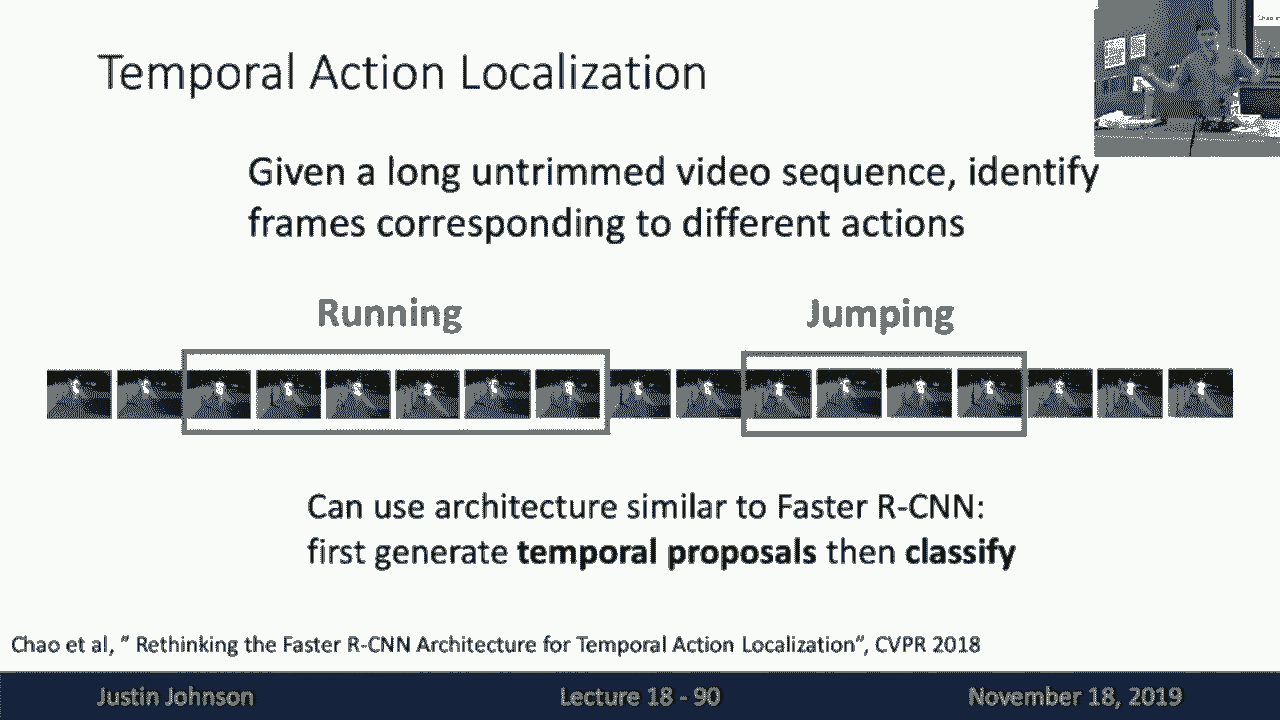 Temporal Action Localization
Given a long untrimmed video sequence, identify
frames corresponding to different actions
Running
Jumping
Can use architecture similar to Faster R-CNN:
first generate temporal proposals then classify
Chao et al, " Rethinking the Faster R-CNN Architecture for Temporal Action Localization", CVPR 2018
Justin Johnson
Lecture 18 - 90
November 18, 2019